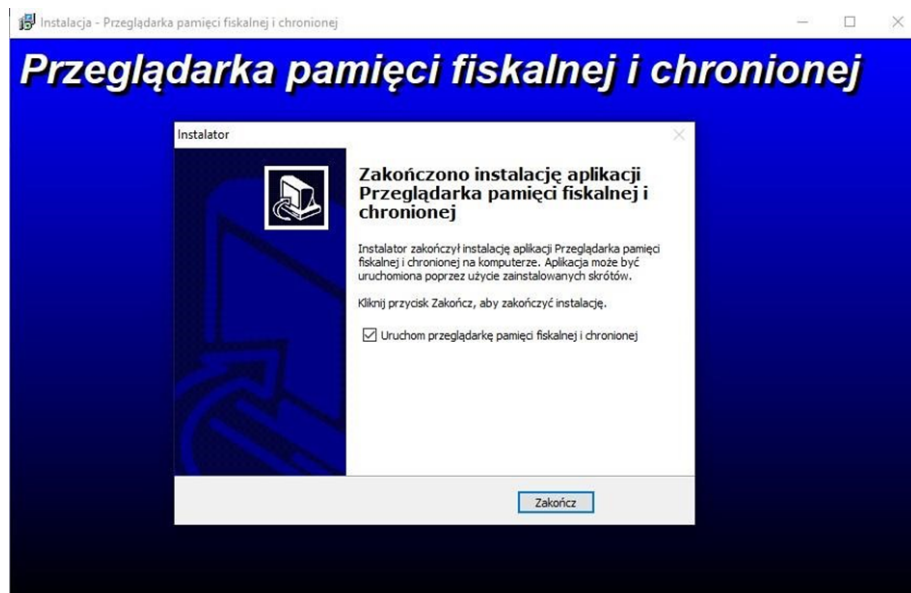 Instalacja - Przeglądarka pamięci fiskalnej i chronionej
Przeglądarka pamięci fiskalnej i chronionej
Instalator
Zakończono instalację aplikacji
Przeglądarka pamięci fiskalnej i
chronionej
Instalator zakończył instalację aplikacji Przeglądarka pamięci
fiskalnej i chronionej na komputerze. Aplikacja może być
uruchomiona poprzez użycie zainstalowanych skrótów.
Kliknij przycisk Zakończ, aby zakończyć instalację.
Uruchom przeglądarkę pamięci fiskalnej i chronionej
Zakończ